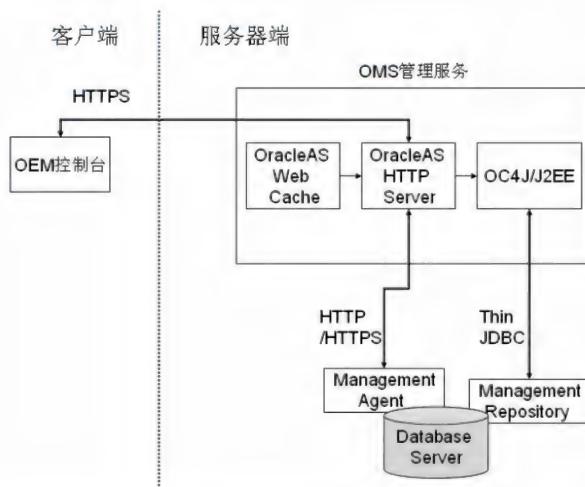 客户端
服务器端
OMS管理服务
HTTPS
OEM控制台
OracleAS
Web
Cache
OracleAS
HTTP
Server
OC4J/J2EE
HTTP
/HTTPS
Thin
JDBC
Management
Agent
Management
Repository
Database
Server